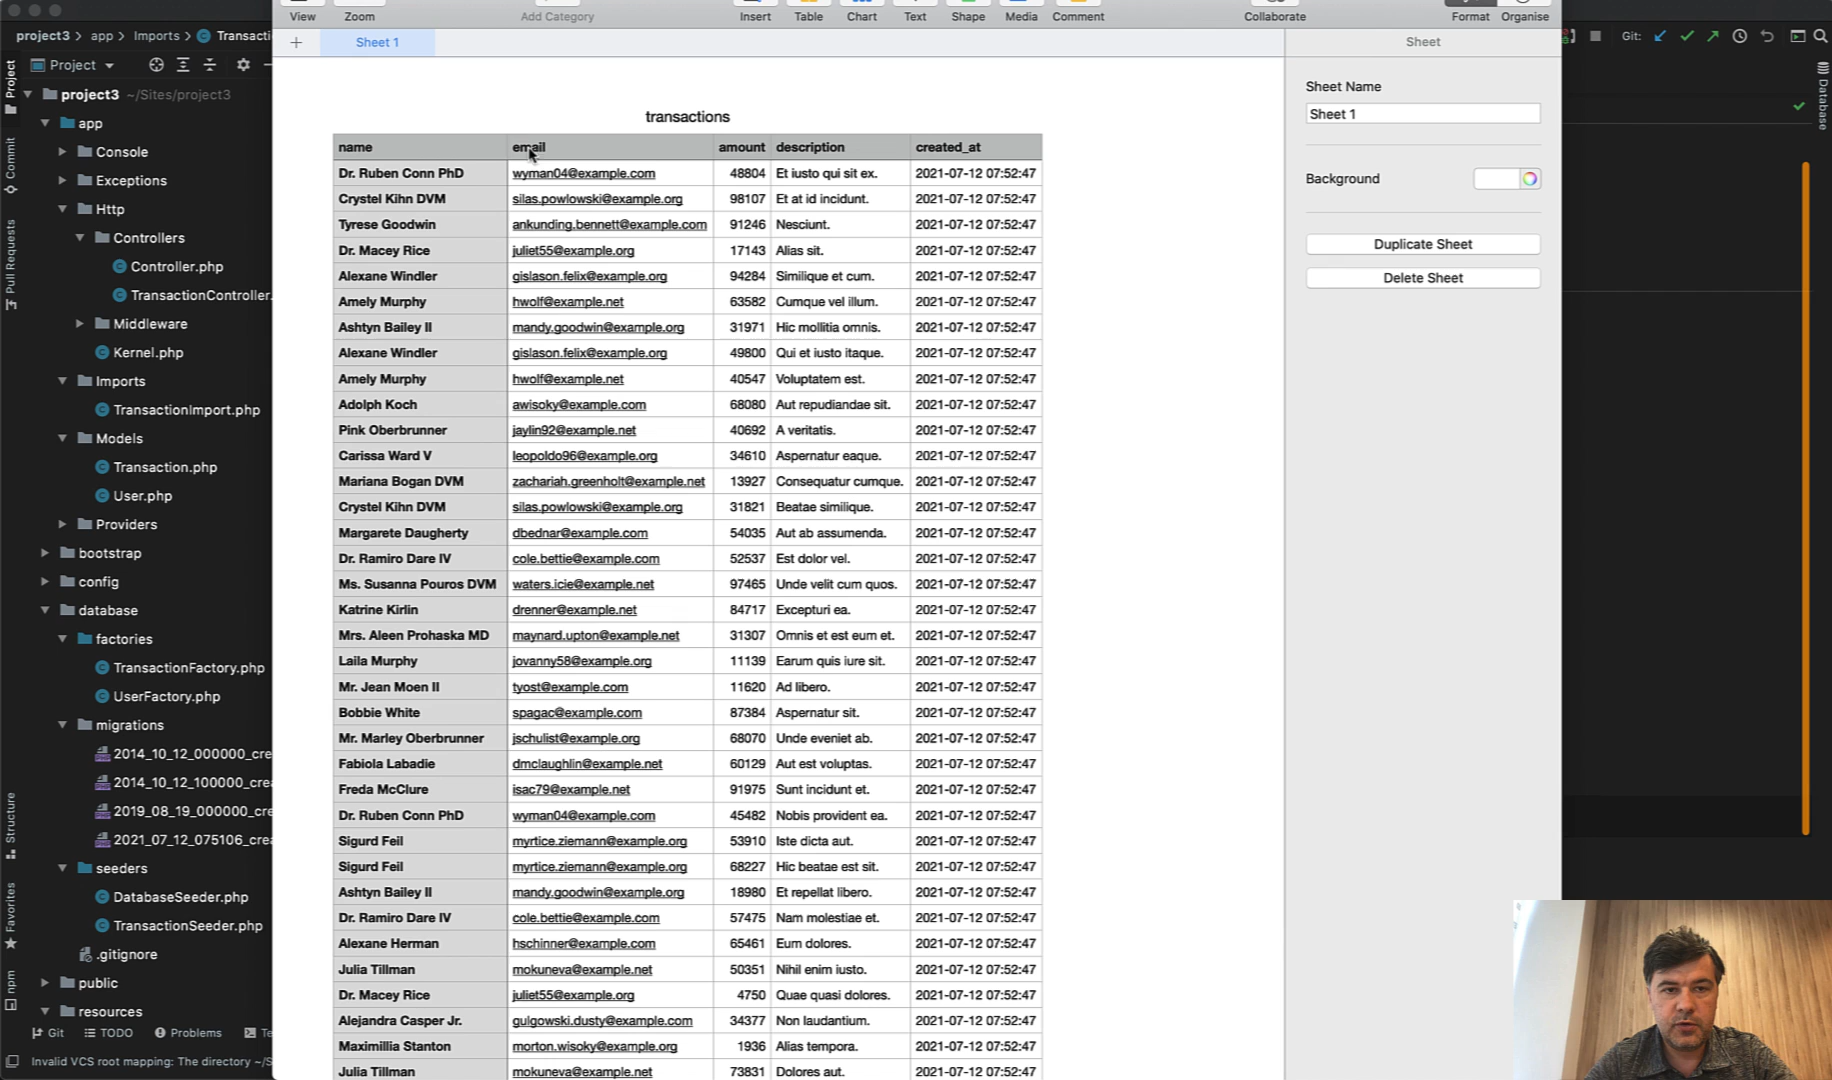 View Zoom Add Category Insert Table Chart Text Shape Media Comment Collaborate Format Organise
project3 app Imports Transacti Git:
Sheet 1 Sheet
Project
project3 ~/Sites/project3
app
Console
Exceptions
Http
Controllers
Controller.php
TransactionController.
Middleware
Kernel.php
Imports
TransactionImport.php
Models
Transaction.php
User.php
Providers
bootstrap
config
database
factories
TransactionFactory.php
UserFactory.php
migrations
2014_10_12_000000_cre
2014_10_12_100000_cre
2019_08_19_000000_cre
2021_07_12_075106_cre
seeders
DatabaseSeeder.php
TransactionSeeder.php
.gitignore
public
resources
Git TODO Problems Te
Invalid VCS root mapping: The directory ~/S
Project
Commit
Pull Requests
Structure
Favorites
npm
transactions
name email amount description created_at
Dr. Ruben Conn PhD wyman04@example.com 48804 Et iusto qui sit ex. 2021-07-12 07:52:47
Crystel Kihn DVM silas.powlowski@example.org 98107 Et at id incidunt. 2021-07-12 07:52:47
Tyrese Goodwin ankunding.bennett@example.com 91246 Nesciunt. 2021-07-12 07:52:47
Dr. Macey Rice juliet55@example.org 17143 Alias sit. 2021-07-12 07:52:47
Alexane Windler gislason.felix@example.org 94284 Similique et cum. 2021-07-12 07:52:47
Amely Murphy hwolf@example.net 63582 Cumque vel illum. 2021-07-12 07:52:47
Ashtyn Bailey II mandy.goodwin@example.org 31971 Hic mollitia omnis. 2021-07-12 07:52:47
Alexane Windler gislason.felix@example.org 49800 Qui et iusto itaque. 2021-07-12 07:52:47
Amely Murphy hwolf@example.net 40547 Voluptatem est. 2021-07-12 07:52:47
Adolph Koch awisoky@example.com 68080 Aut repudiandae sit. 2021-07-12 07:52:47
Pink Oberbrunner jaylin92@example.net 40692 A veritatis. 2021-07-12 07:52:47
Carissa Ward V leopoldo96@example.org 34610 Aspernatur eaque. 2021-07-12 07:52:47
Mariana Bogan DVM zachariah.greenholt@example.net 13927 Consequatur cumque. 2021-07-12 07:52:47
Crystel Kihn DVM silas.powlowski@example.org 31821 Beatae similique. 2021-07-12 07:52:47
Margarete Daugherty dbednar@example.com 54035 Aut ab assumenda. 2021-07-12 07:52:47
Dr. Ramiro Dare IV cole.bettie@example.com 52537 Est dolor vel. 2021-07-12 07:52:47
Ms. Susanna Pouros DVM waters.icie@example.net 97465 Unde velit cum quos. 2021-07-12 07:52:47
Katrine Kirlin drenner@example.net 84717 Excepturi ea. 2021-07-12 07:52:47
Mrs. Aleen Prohaska MD maynard.upton@example.net 31307 Omnis et est eum et. 2021-07-12 07:52:47
Laila Murphy jovanny58@example.org 11139 Earum quis iure sit. 2021-07-12 07:52:47
Mr. Jean Moen II tyost@example.com 11620 Ad libero. 2021-07-12 07:52:47
Bobbie White spagac@example.com 87384 Aspernatur sit. 2021-07-12 07:52:47
Mr. Marley Oberbrunner jschulist@example.org 68070 Unde eveniet ab. 2021-07-12 07:52:47
Fabiola Labadie dmclaughlin@example.net 60129 Aut est voluptas. 2021-07-12 07:52:47
Freda McClure isac79@example.net 91975 Sunt incidunt et. 2021-07-12 07:52:47
Dr. Ruben Conn PhD wyman04@example.com 45482 Nobis provident ea. 2021-07-12 07:52:47
Sigurd Feil myrtice.ziemann@example.org 53910 Iste dicta aut. 2021-07-12 07:52:47
Sigurd Feil myrtice.ziemann@example.org 68227 Hic beatae est sit. 2021-07-12 07:52:47
Ashtyn Bailey II mandy.goodwin@example.org 18980 Et repellat libero. 2021-07-12 07:52:47
Dr. Ramiro Dare IV cole.bettie@example.com 57475 Nam molestiae et. 2021-07-12 07:52:47
Alexane Herman hschinner@example.com 65461 Eum dolores. 2021-07-12 07:52:47
Julia Tillman mokuneva@example.net 50351 Nihil enim iusto. 2021-07-12 07:52:47
Dr. Macey Rice juliet55@example.org 4750 Quae quasi dolores. 2021-07-12 07:52:47
Alejandra Casper Jr. gulgowski.dusty@example.com 34377 Non laudantium. 2021-07-12 07:52:47
Maximillia Stanton morton.wisoky@example.org 1936 Alias tempora. 2021-07-12 07:52:47
Julia Tillman mokuneva@example.net 73831 Dolores aut. 2021-07-12 07:52:47
Sheet Name
Sheet 1
Background
Duplicate Sheet
Delete Sheet
Database